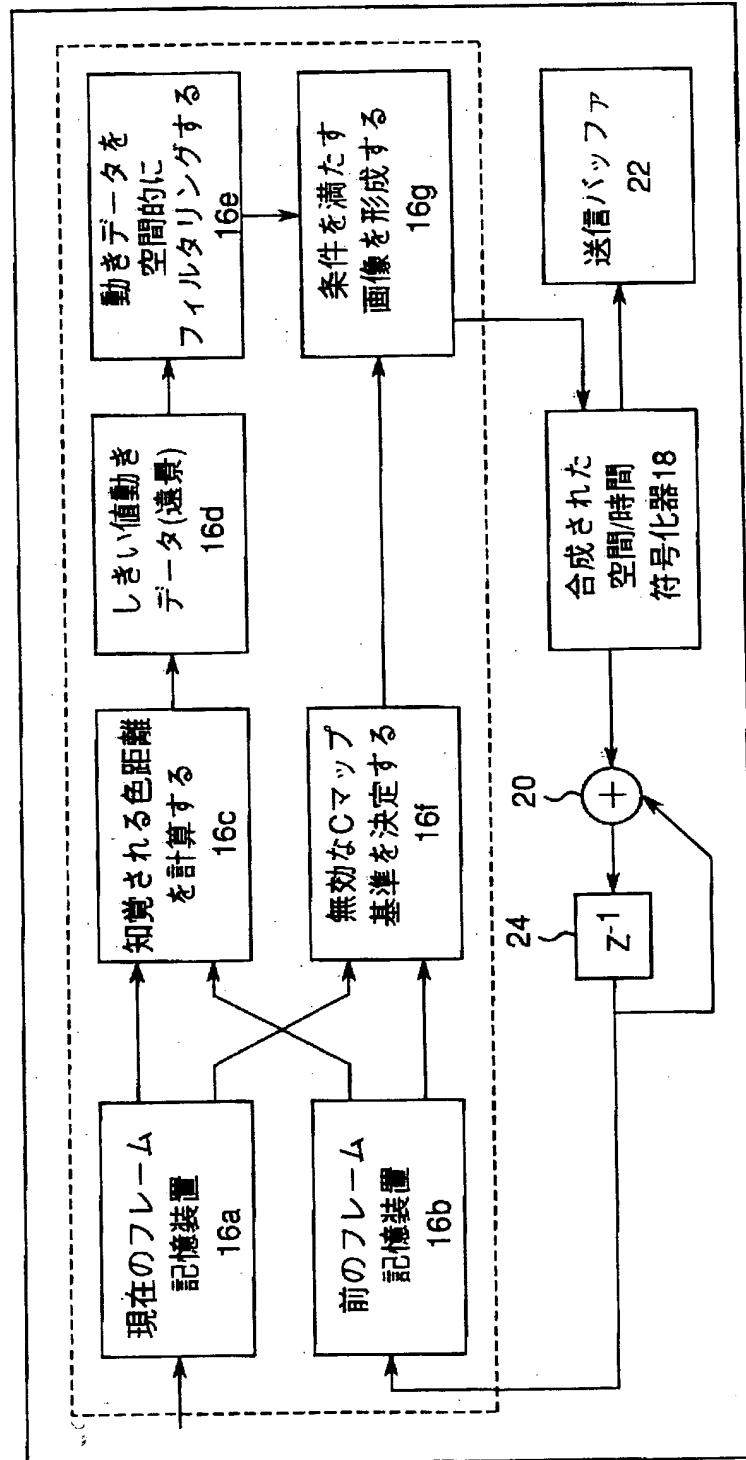 現在のフレーム
記憶装置
16a
知覚される色距離
を計算する
16c
しきい値動き
データ(遠景)
16d
動きデータを
空間的に
フィルタリングする
16e
前のフレーム
記憶装置
16b
無効なCマップ
基準を決定する
16f
条件を満たす
画像を形成する
16g
24
Z-1
20
+
合成された
空間/時間
符号化器18
送信バッファ
22